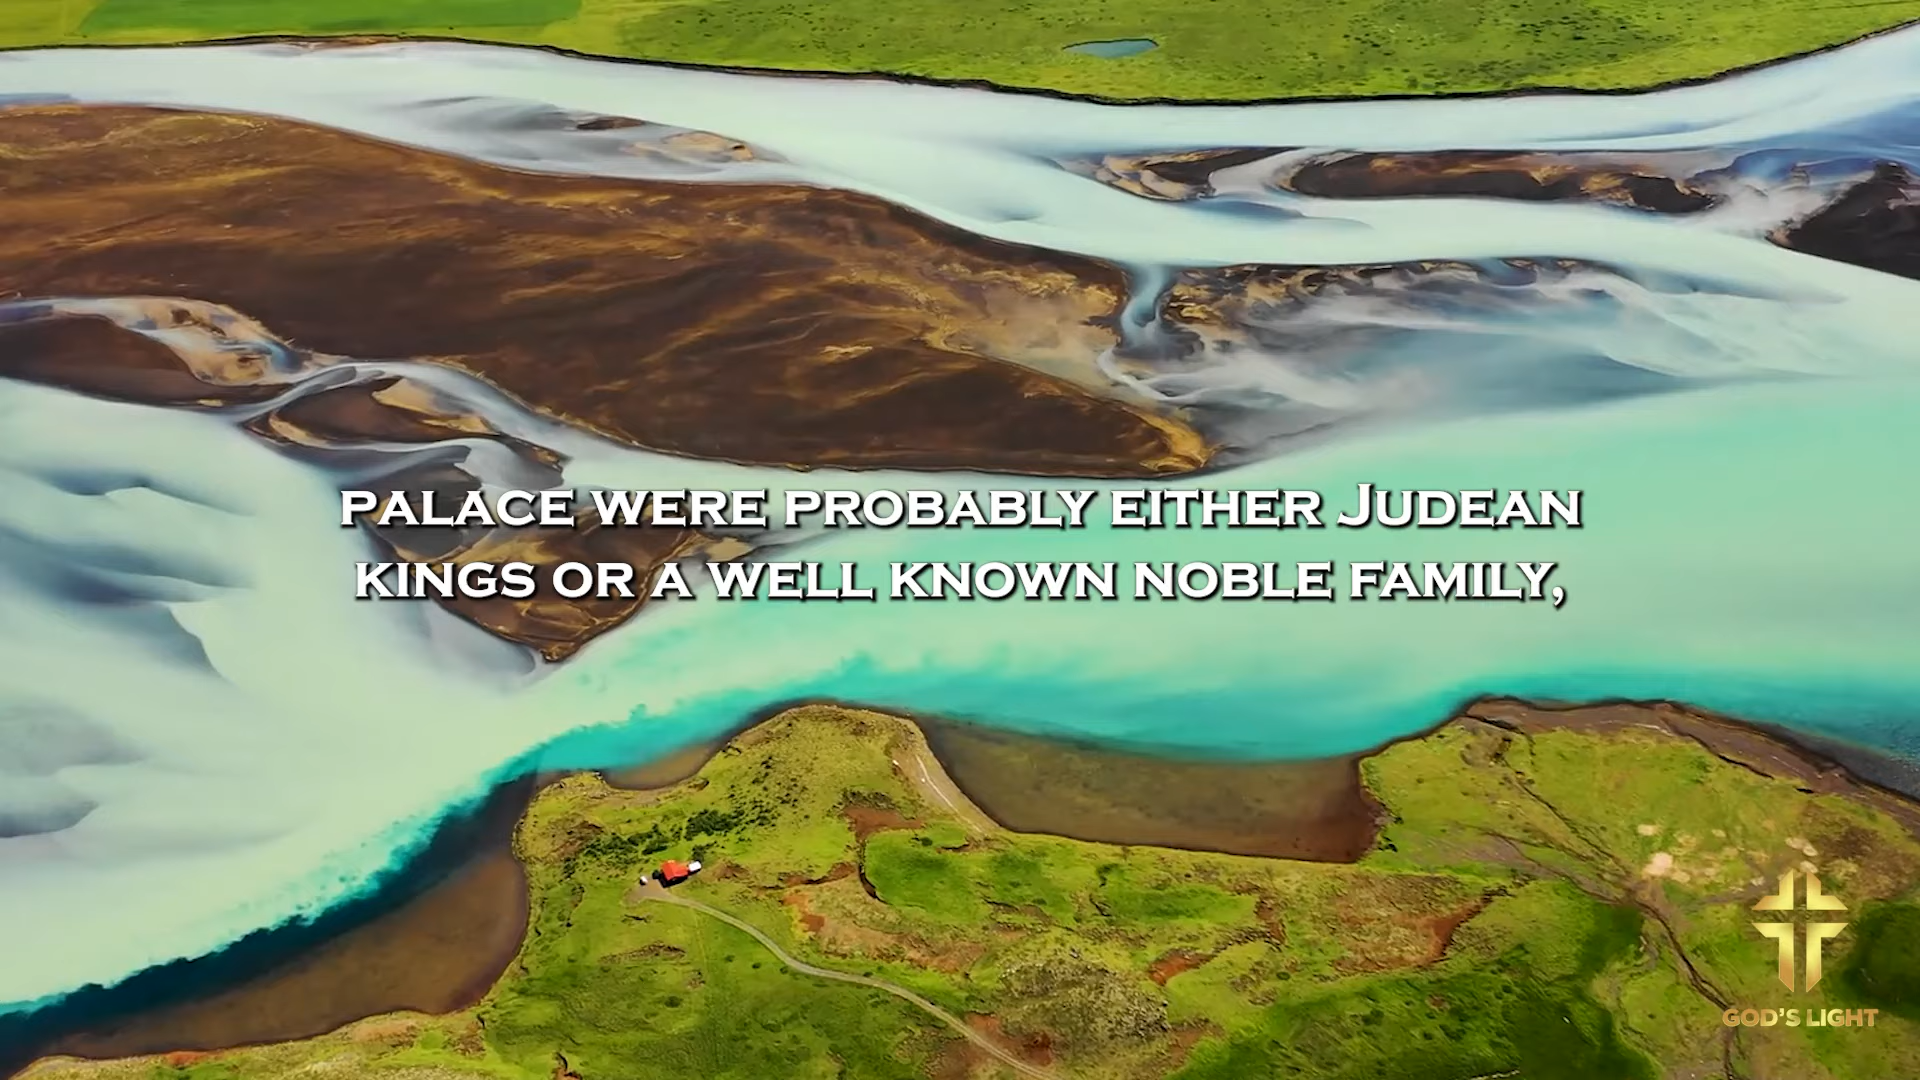 PALACE WERE PROBABLY EITHER JUDEAN
KINGS OR A WELL KNOWN NOBLE FAMILY,
GOD'S LIGHT